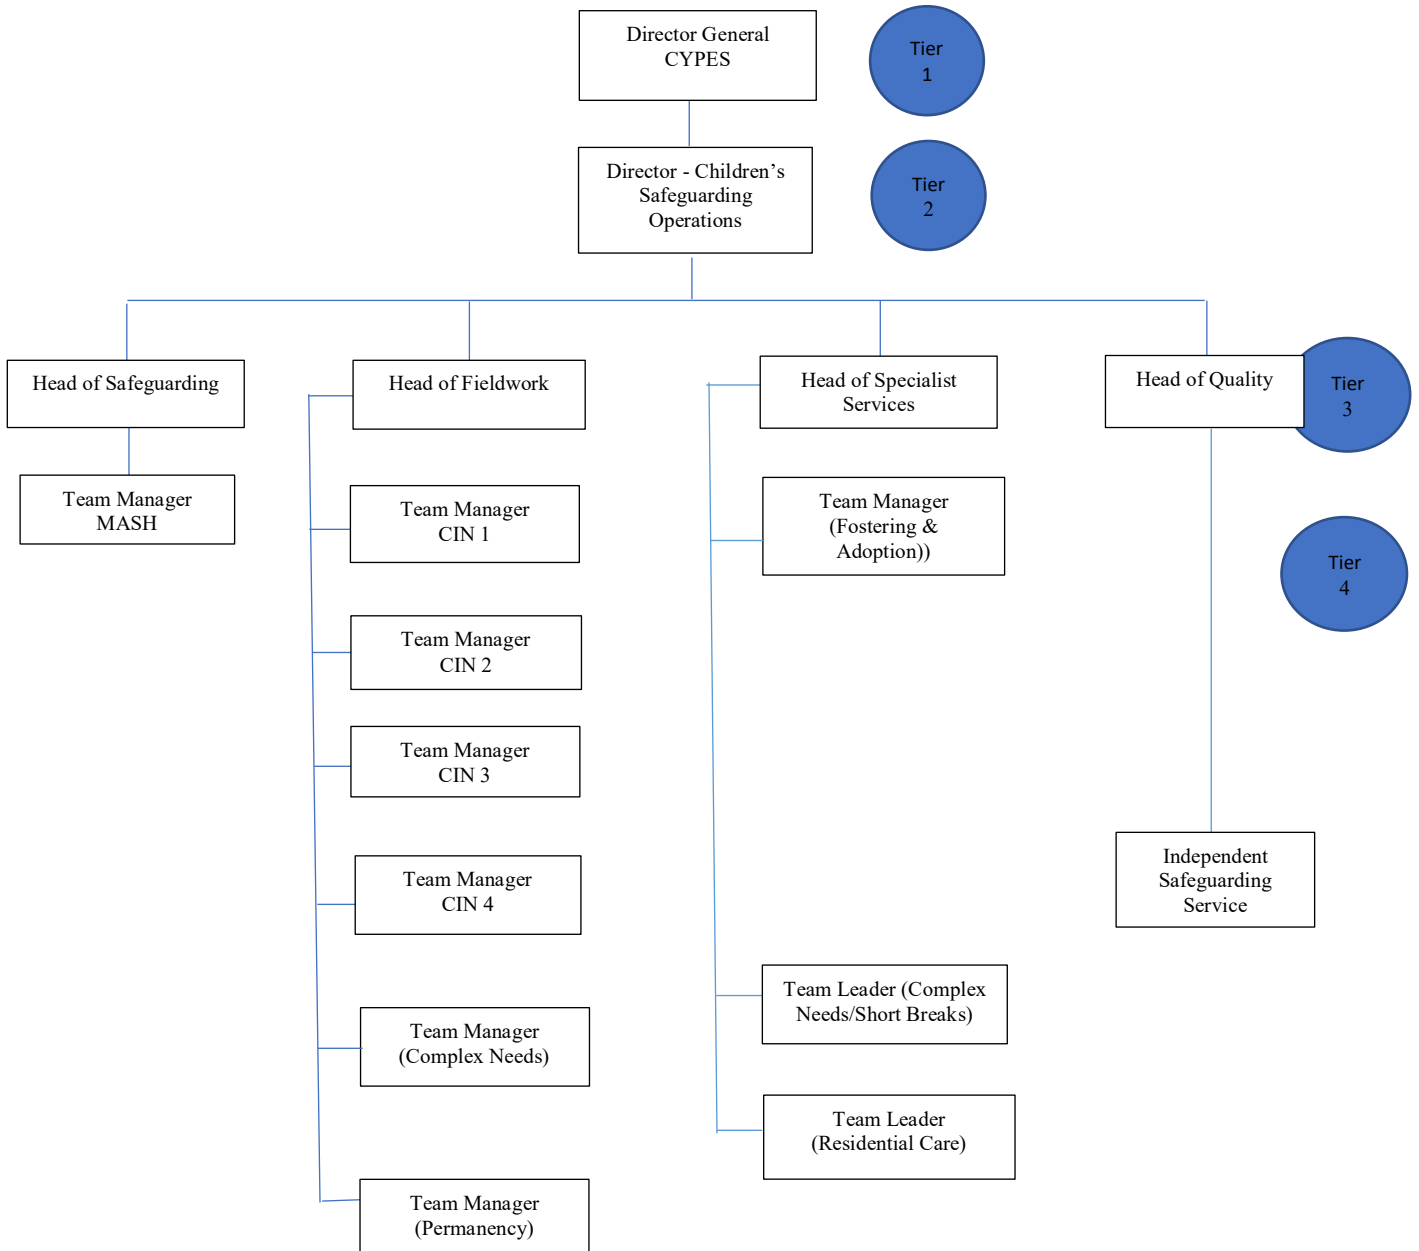 Director General
CYPES
Tier
1
Director - Children’s
Safeguarding
Operations
Tier
2
Head of Safeguarding
Head of Fieldwork
Head of Specialist
Services
Head of Quality
Tier
3
Team Manager
MASH
Team Manager
CIN 1
Team Manager
(Fostering &
Adoption))
Tier
4
Team Manager
CIN 2
Team Manager
CIN 3
Team Manager
CIN 4
Independent
Safeguarding
Service
Team Manager
(Complex Needs)
Team Leader (Complex
Needs/Short Breaks)
Team Leader
(Residential Care)
Team Manager
(Permanency)